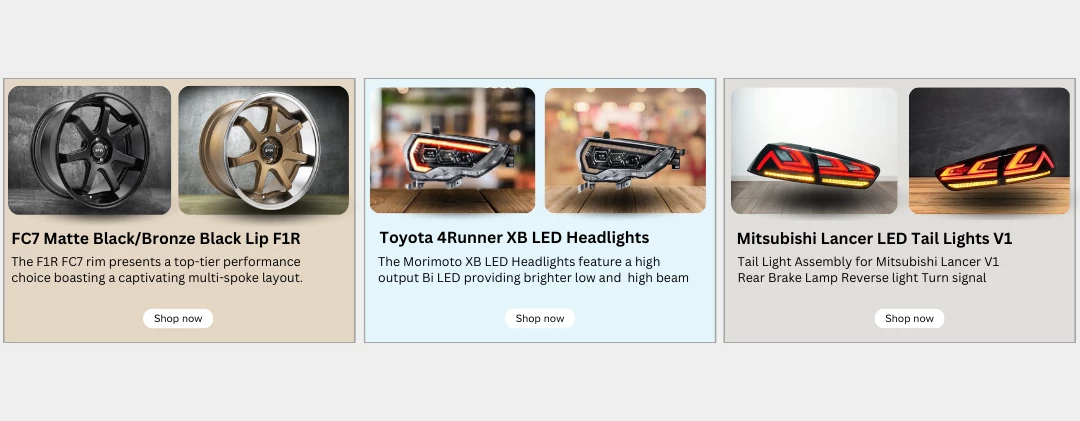 FC7 Matte Black/Bronze Black Lip F1R
The F1R FC7 rim presents a top-tier performance
choice boasting a captivating multi-spoke layout.
Shop now
Toyota 4Runner XB LED Headlights
The Morimoto XB LED Headlights feature a high
output Bi LED providing brighter low and  high beam
Shop now
Mitsubishi Lancer LED Tail Lights V1
Tail Light Assembly for Mitsubishi Lancer V1
Rear Brake Lamp Reverse light Turn signal
Shop now